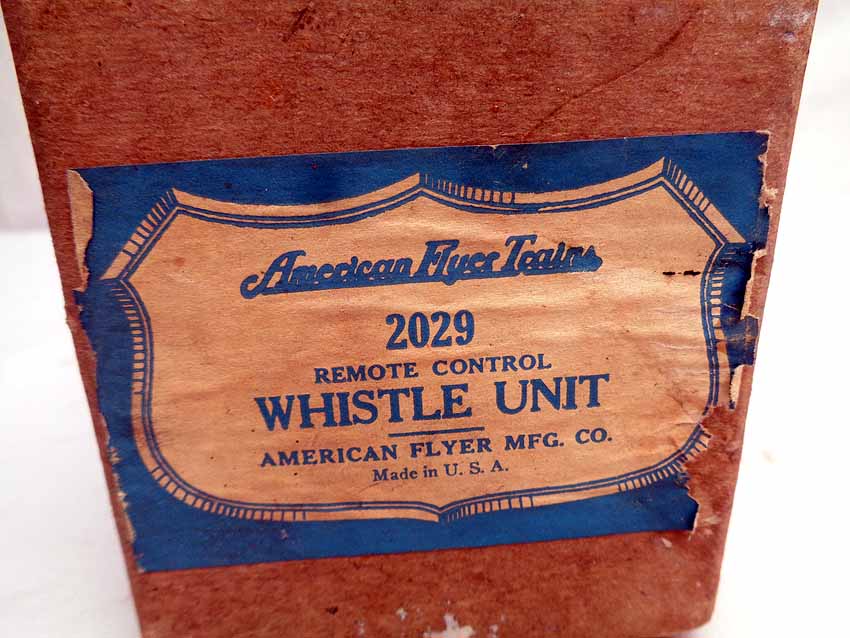 American Flyer Trains
2029
REMOTE CONTROL
WHISTLE UNIT
AMERICAN FLYER MFG. CO.
Made in U. S. A.